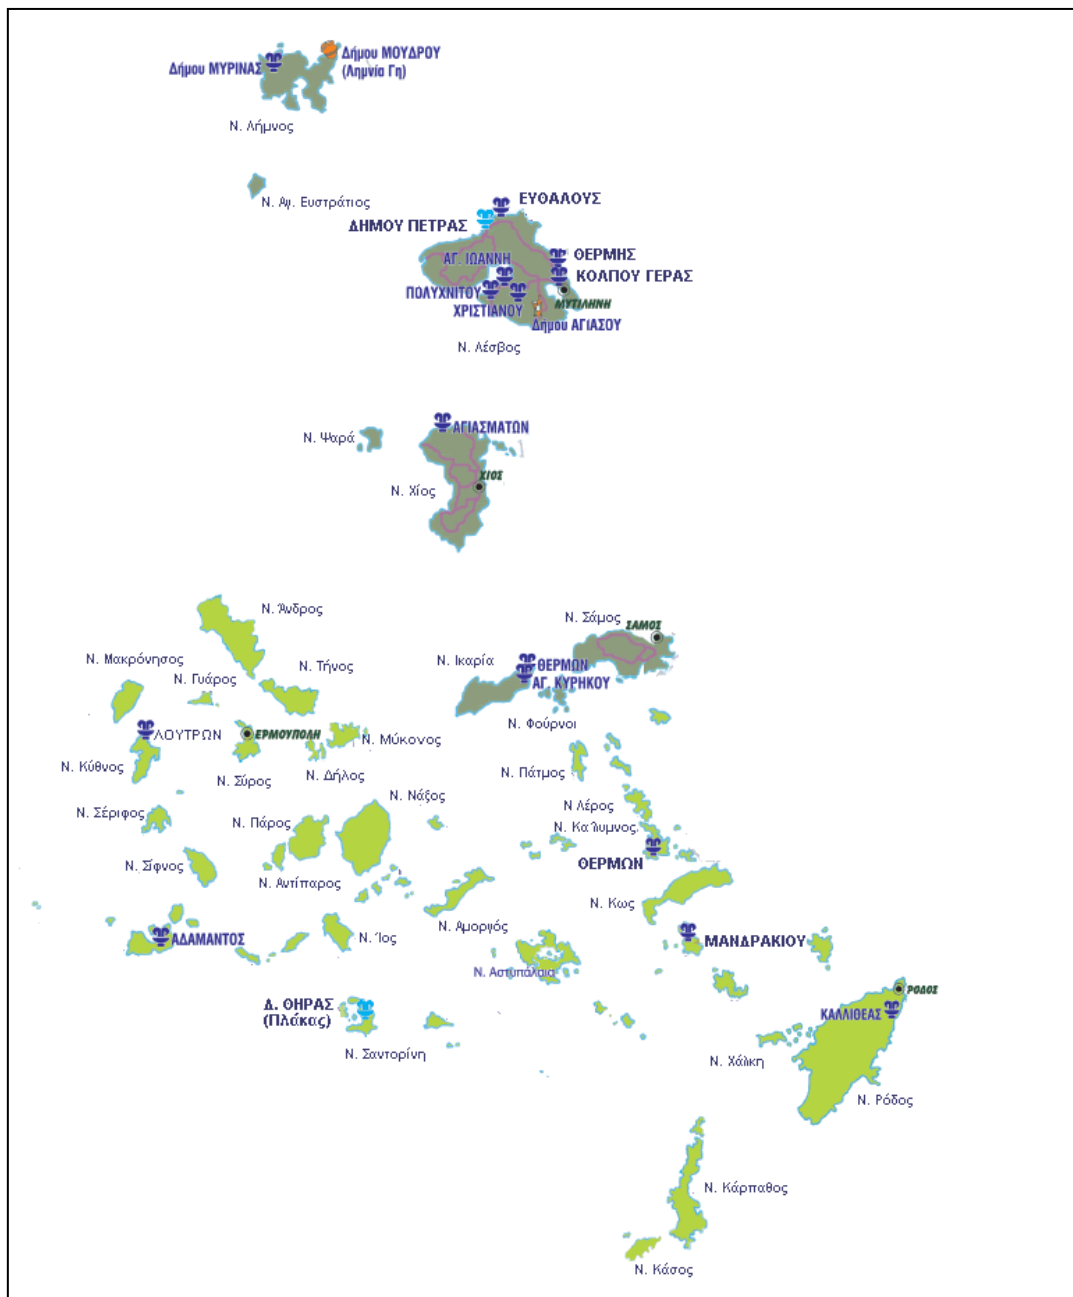 Δήμου ΜΟΥΔΡΟΥ
(Λημνία Γη)
Δήμου ΜΥΡΙΝΑΣ
Ν. Λήμνος
Ν. Αγ. Ευστράτιος
ΕΥΘΑΛΟΥΣ
ΔΗΜΟΥ ΠΕΤΡΑΣ
ΑΓ. ΙΩΑΝΝΗ
ΘΕΡΜΗΣ
ΚΟΛΠΟΥ ΓΕΡΑΣ
ΠΟΛΥΧΝΙΤΟΥ
ΜΥΤΙΛΗΝΗ
ΧΡΙΣΤΙΑΝΟΥ
Δήμου ΑΓΙΑΣΟΥ
Ν. Λέσβος
ΑΓΙΑΣΜΑΤΩΝ
Ν. Ψαρά
ΧΙΟΣ
Ν. Χίος
Ν. Άνδρος
Ν. Σάμος
ΣΑΜΟΣ
Ν. Μακρόνησος
Ν. Τήνος
Ν. Ικαρία
ΘΕΡΜΩΝ
ΑΓ. ΚΥΡΗΚΟΥ
Ν. Γυάρος
Ν. Φούρνοι
ΛΟΥΤΡΩΝ
ΕΡΜΟΥΠΟΛΗ
Ν. Μύκονος
Ν. Κύθνος
Ν. Σύρος
Ν. Δήλος
Ν. Πάτμος
Ν. Νάξος
Ν Λέρος
Ν. Σέριφος
Ν. Πάρος
Ν. Κάλυμνος
Ν. Σίφνος
Ν. Αντίπαρος
ΘΕΡΜΩΝ
Ν. Κως
Ν. Αμοργός
ΑΔΑΜΑΝΤΟΣ
Ν. Ίος
ΜΑΝΔΡΑΚΙΟΥ
Ν. Αστυπάλαια
ΡΟΔΟΣ
Δ. ΘΗΡΑΣ
(Πλάκας)
ΚΑΛΛΙΘΕΑΣ
Ν. Σαντορίνη
Ν. Χάλκη
Ν. Ρόδος
Ν. Κάρπαθος
Ν. Κάσος